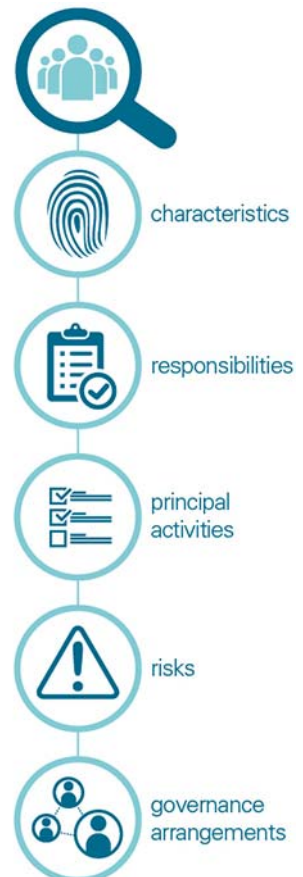 characteristics
responsibilities
principal
activities
risks
governance
arrangements